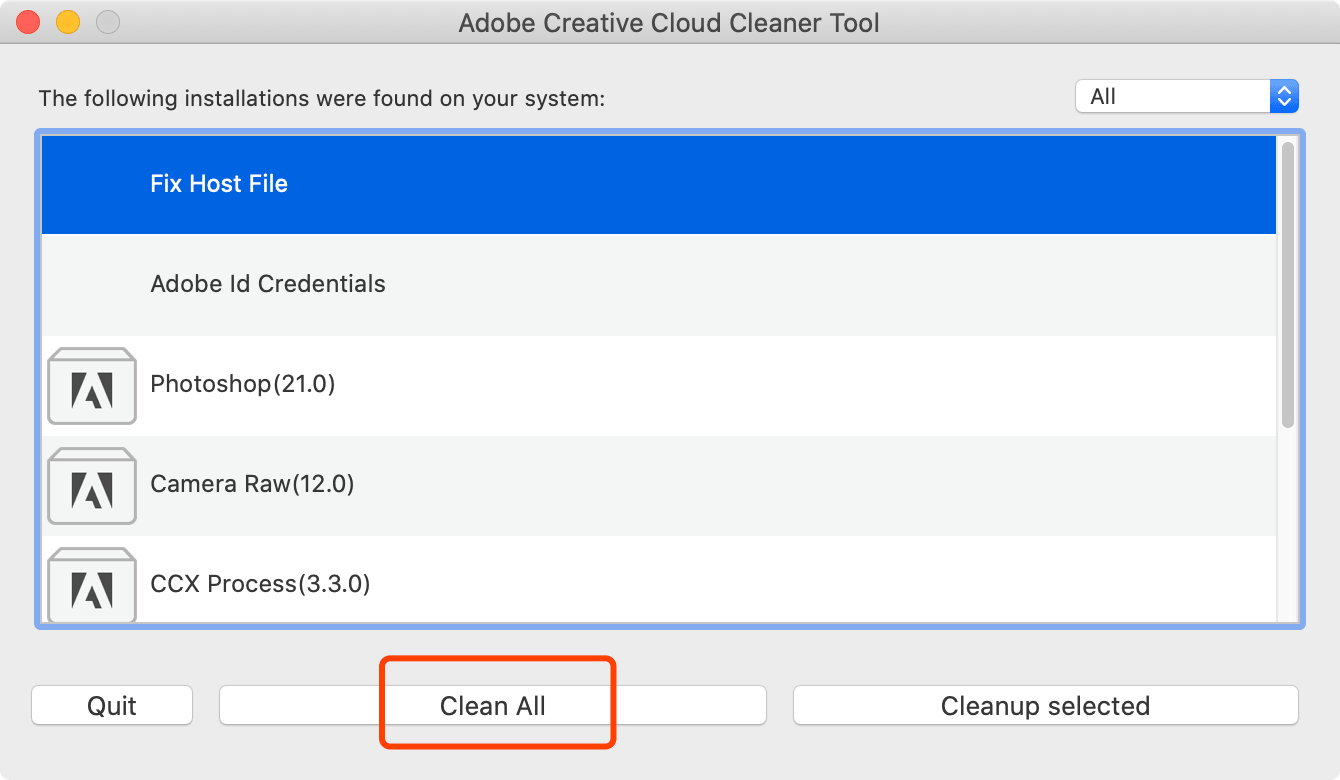 Adobe Creative Cloud Cleaner Tool
The following installations were found on your system:
All
Fix Host File
Adobe Id Credentials
Photoshop(21.0)
Camera Raw(12.0)
CCX Process(3.3.0)
Quit
Clean All
Cleanup selected